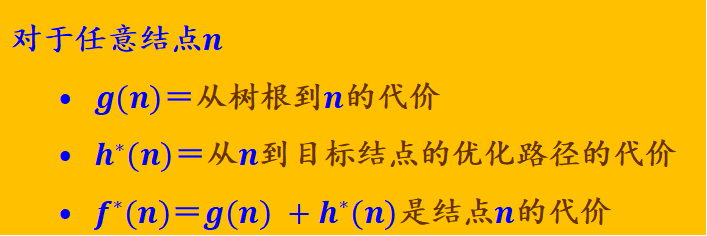 对于任意结点n
• g(n)＝从树根到n的代价
• h*(n)＝从n到目标结点的优化路径的代价
• f*(n)＝g(n) +h*(n)是结点n的代价